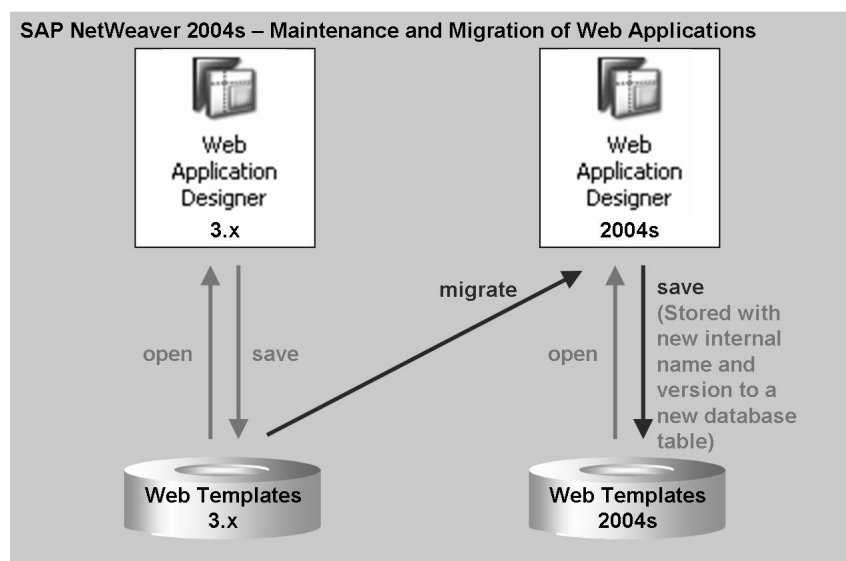 SAP NetWeaver 2004s – Maintenance and Migration of Web Applications
Web
Application
Designer
3.x
Web
Application
Designer
2004s
open
save
migrate
open
save
(Stored with
new internal
name and
version to a
new database
table)
Web Templates
3.x
Web Templates
2004s